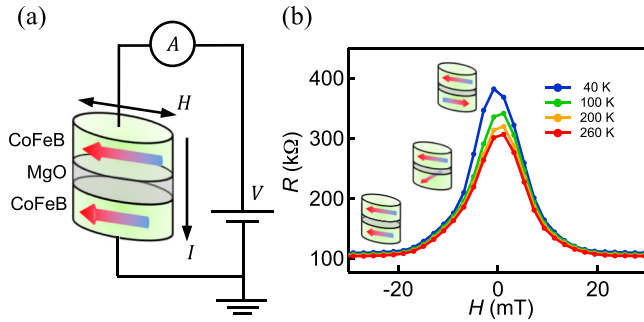 (a)
A
H
CoFeB
MgO
CoFeB
I
V
(b)
R (kΩ)
400
300
200
100
40 K
100 K
200 K
260 K
-20
0
20
H (mT)